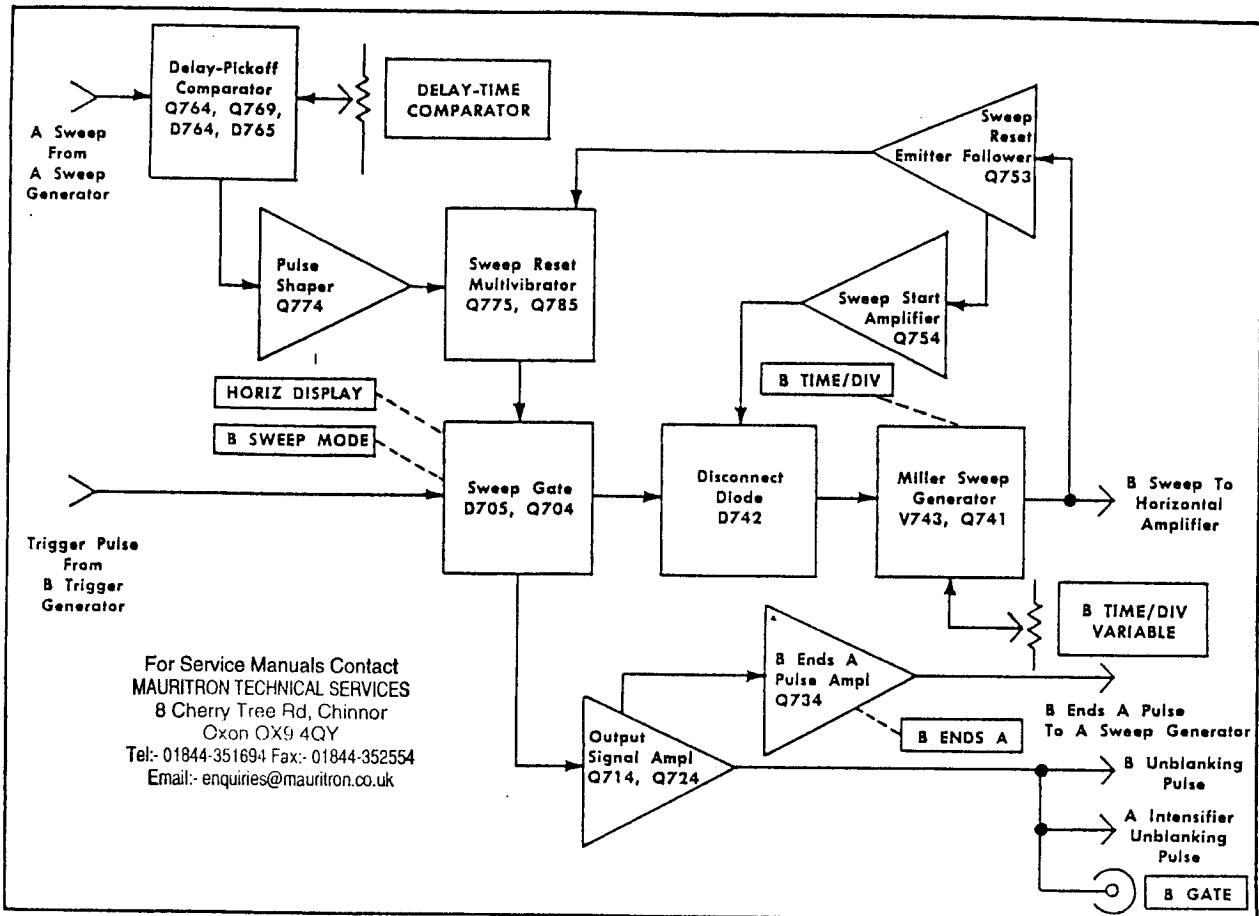 Delay-Pickoff
Comparator
Q764, Q769,
D764, D765
DELAY-TIME
COMPARATOR
A Sweep
From
A Sweep
Generator
Sweep
Reset
Emitter Follower
Q753
Pulse
Shaper
Q774
Sweep Reset
Multivibrator
Q775, Q785
Sweep Start
Amplifier
Q754
HORIZ DISPLAY
B SWEEP MODE
B TIME/DIV
Sweep Gate
D705, Q704
Disconnect
Diode
D742
Miller Sweep
Generator
V743, Q741
B Sweep To
Horizontal
Amplifier
Trigger Pulse
From
B Trigger
Generator
B TIME/DIV
VARIABLE
B Ends A
Pulse Ampl
Q734
B ENDS A
B Ends A Pulse
To A Sweep Generator
Output
Signal Ampl
Q714, Q724
B Unblanking
Pulse
A Intensifier
Unblanking
Pulse
B GATE
For Service Manuals Contact
MAURITRON TECHNICAL SERVICES
8 Cherry Tree Rd, Chinnor
Oxon OX9 4QY
Tel:- 01844-351694 Fax:- 01844-352554
Email:- enquiries@mauritron.co.uk